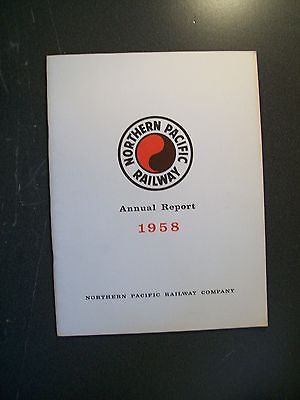 NORTHERN PACIFIC
RAILWAY
Annual Report
1958
NORTHERN PACIFIC RAILWAY COMPANY